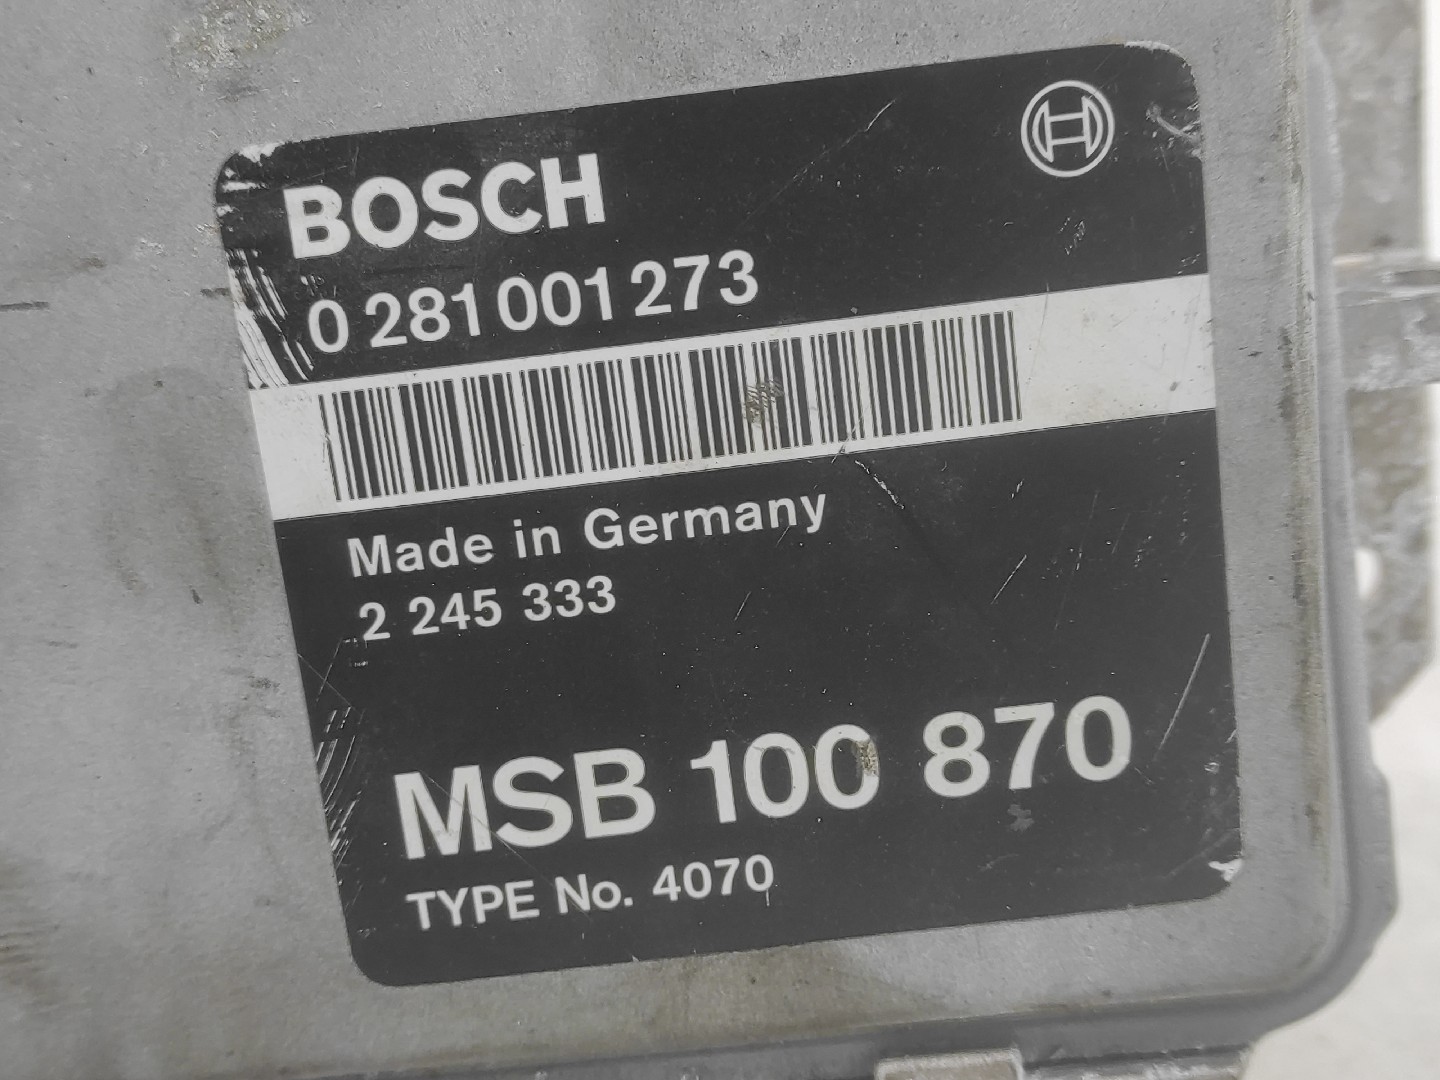 BOSCH
0 281 001 273
Made in Germany
2 245 333
MSB 100 870
TYPE No. 4070